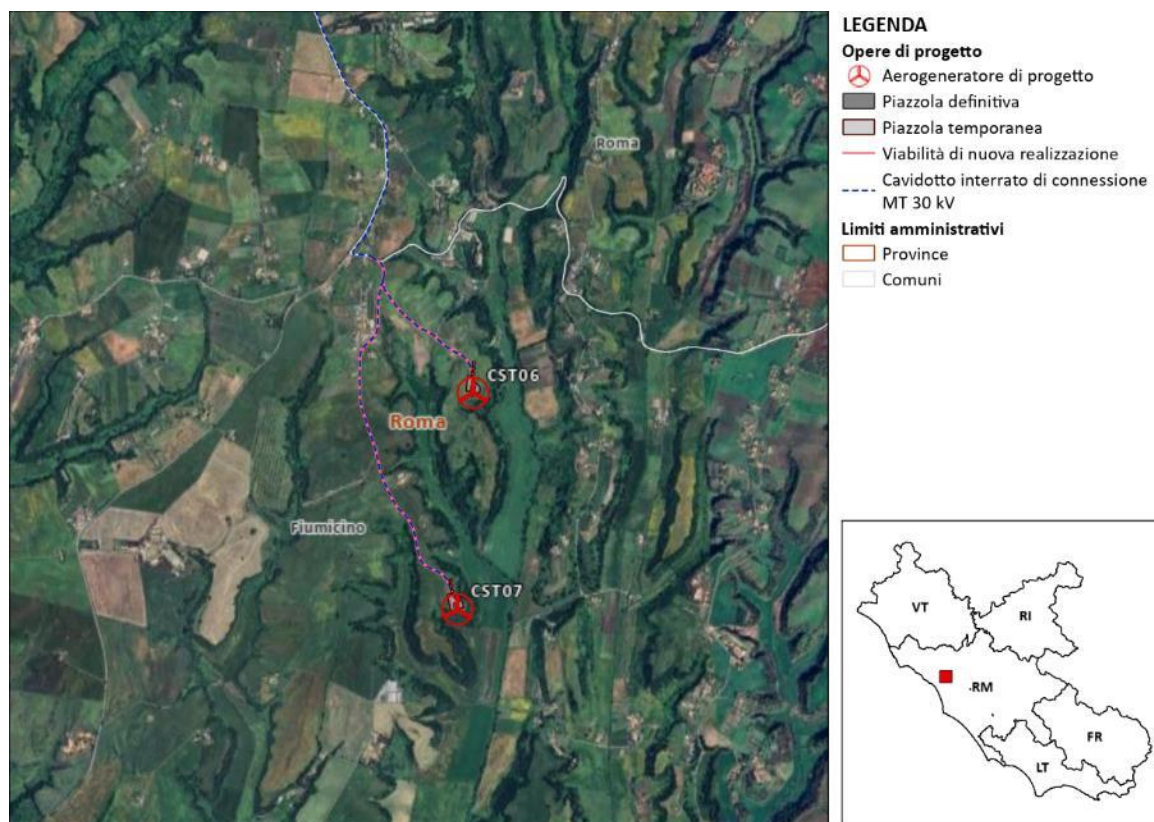 Roma
CST06
Roma
Fiumicino
CST07
LEGENDA
Opere di progetto
Aerogeneratore di progetto
Piazzola definitiva
Piazzola temporanea
Viabilità di nuova realizzazione
Cavidotto interrato di connessione
MT 30 kV
Limiti amministrativi
Province
Comuni
VT
RI
RM
FR
LT